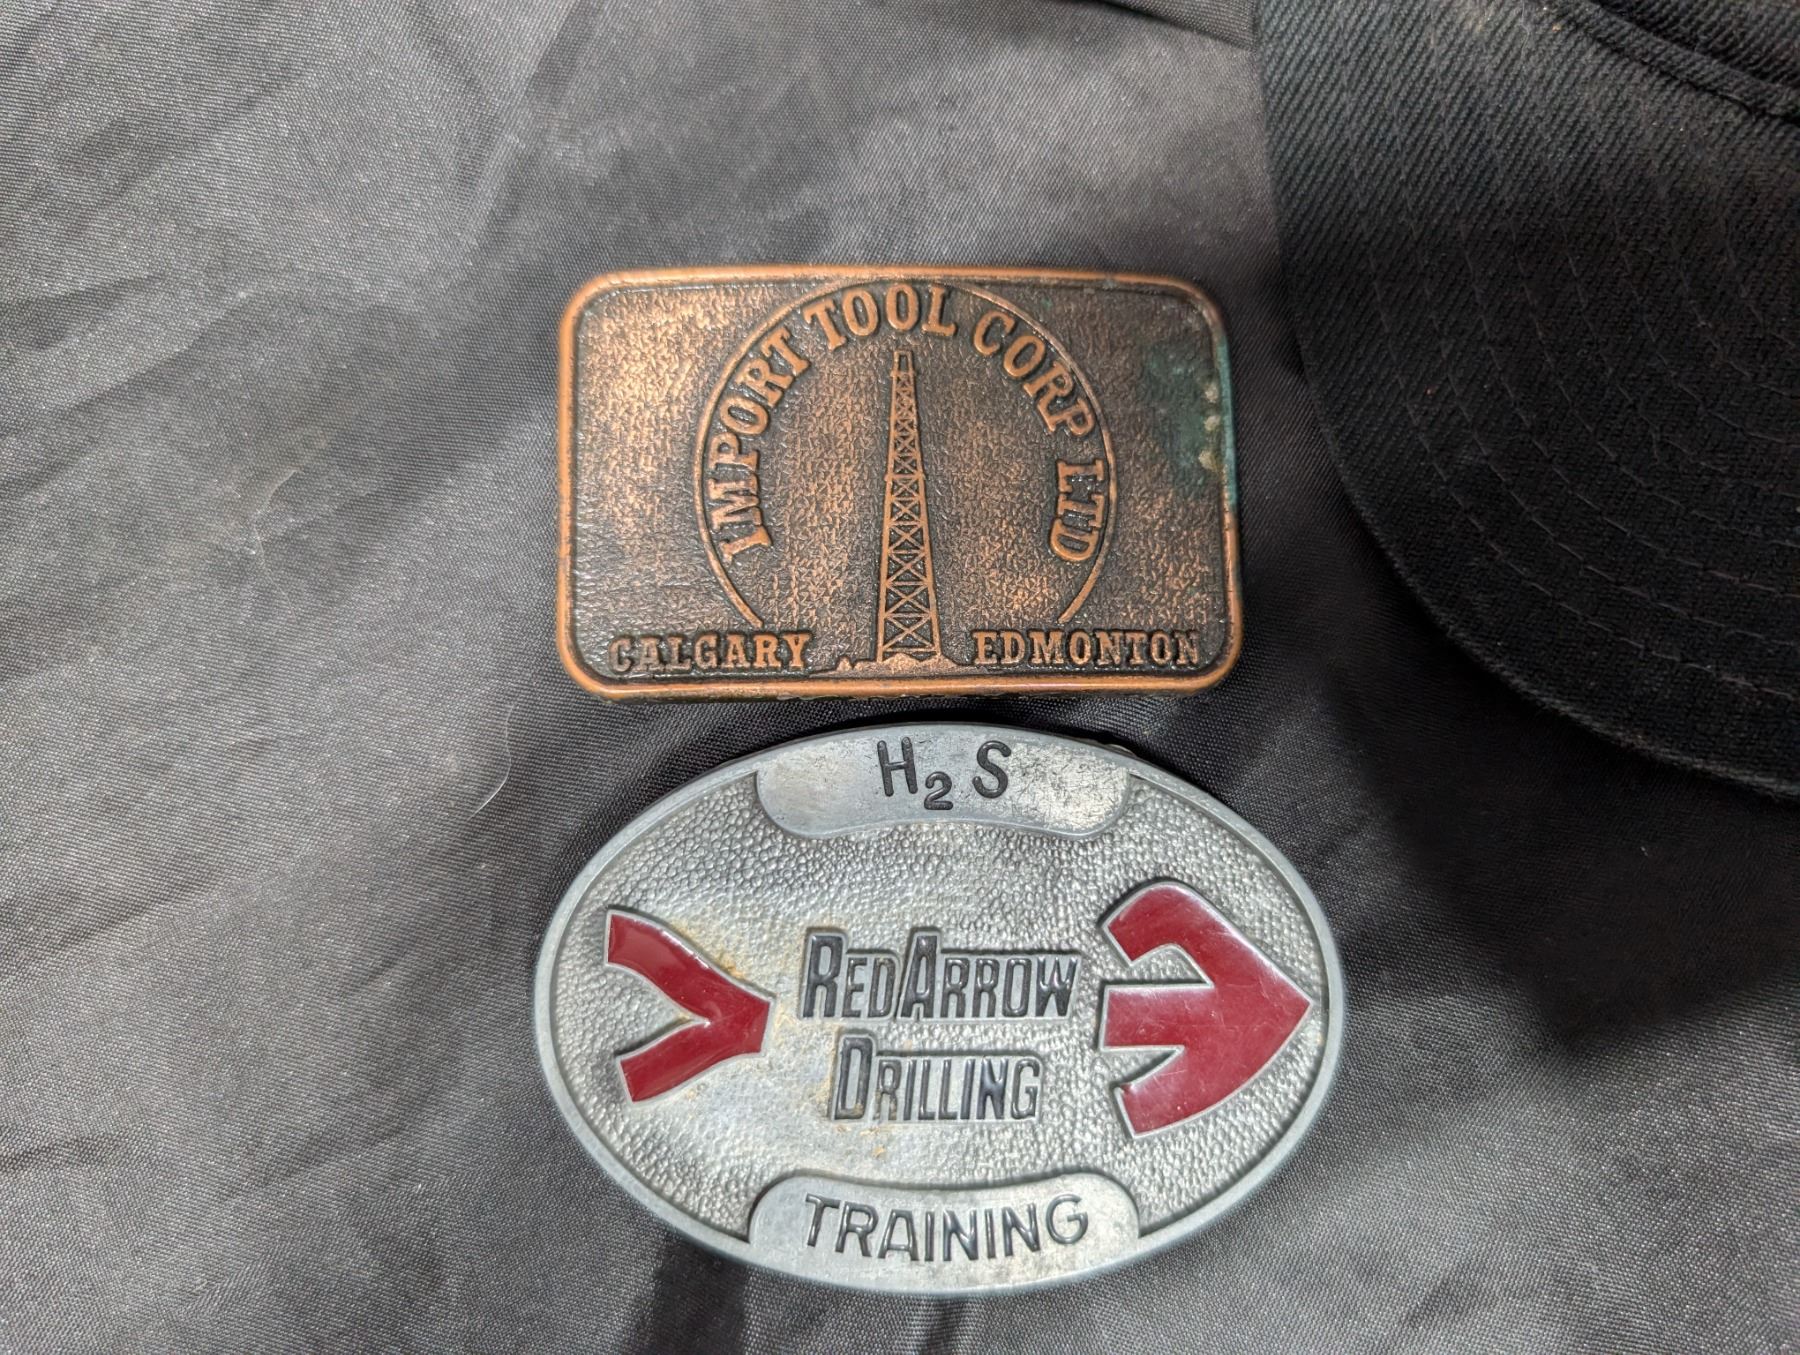 IMPORT TOOL CORP LTD
CALGARY EDMONTON
H2S
RED ARROW
DRILLING
TRAINING